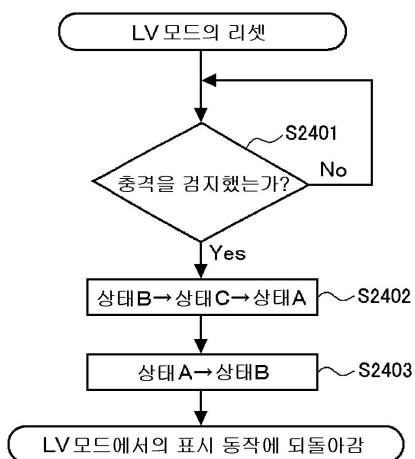 LV 모드의 리셋
S2401
충격을 검지했는가?
No
Yes
상태B→상태C→상태A
S2402
상태A→상태B
S2403
LV 모드에서의 표시 동작에 되돌아감